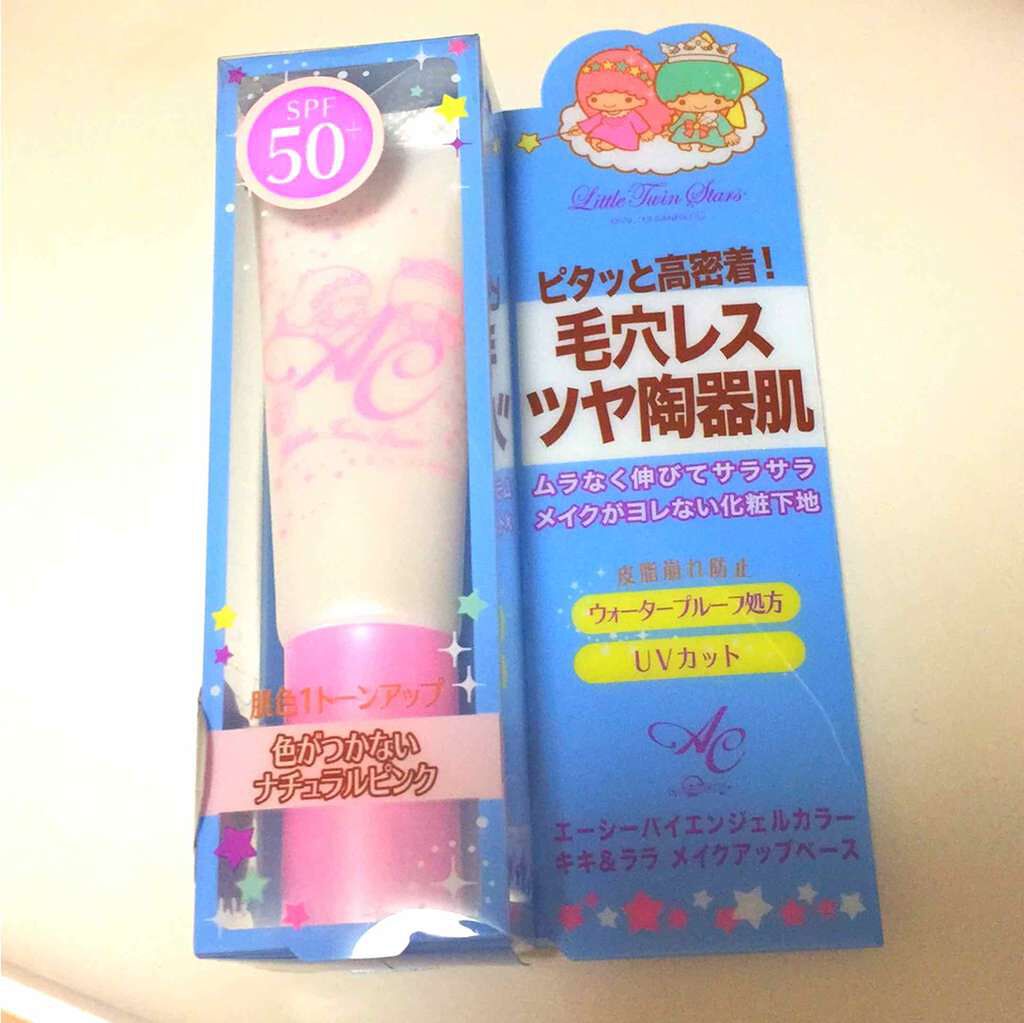 SPF
50+
AC
肌色1トーンアップ
色がつかない
ナチュラルピンク
Little Twin Stars
ピタッと高密着!
毛穴レス
ツヤ陶器肌
ムラなく伸びてサラサラ
メイクがヨレない化粧下地
皮脂崩れ防止
ウォータープルーフ処方
UVカット
AC
エーシーバイエンジェルカラー
キキ&ララ メイクアップベース